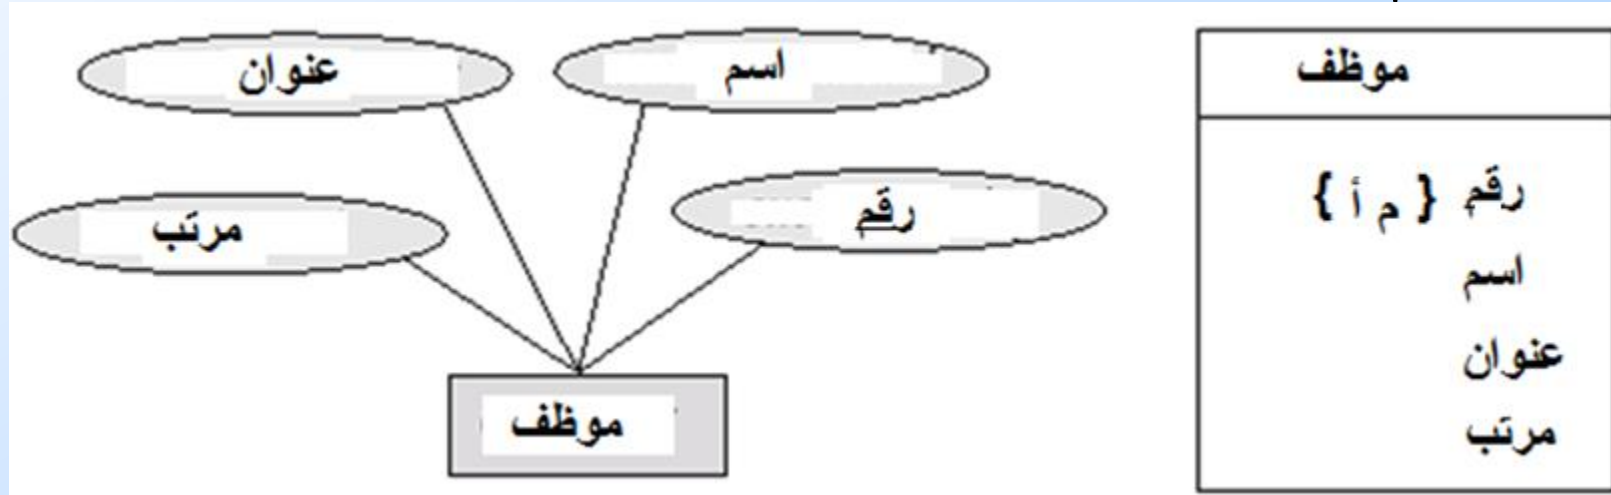 عنوان
اسم
مرتب
رقم
موظف
موظف
رقم { م أ }
اسم
عنوان
مرتب